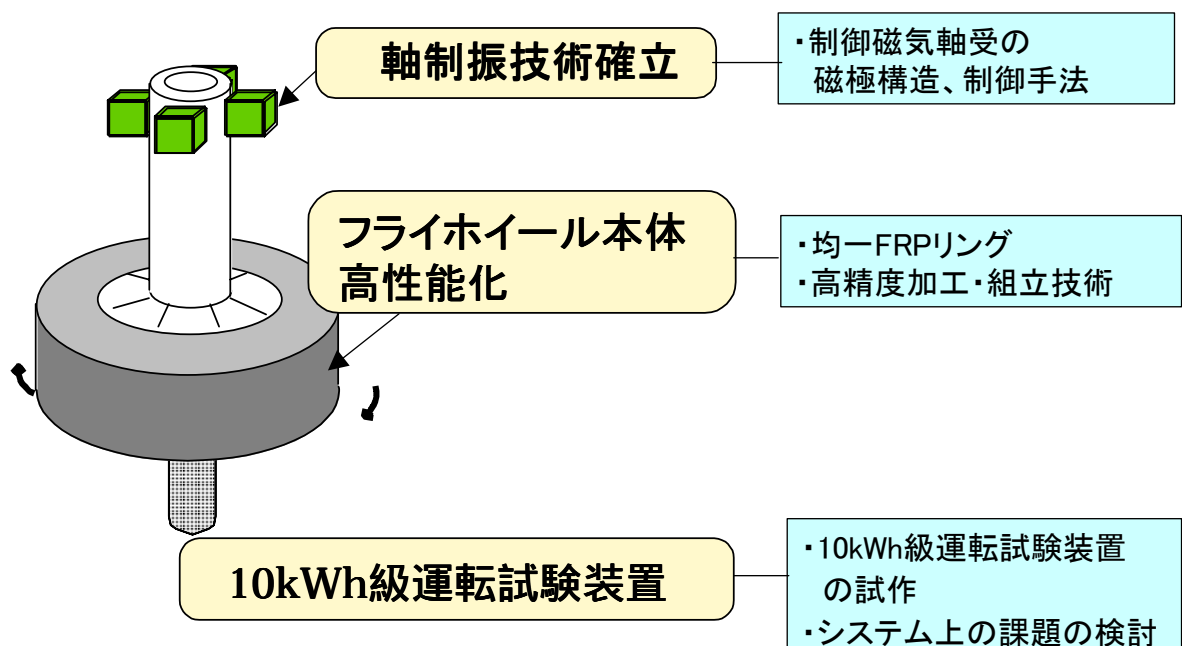 軸制振技術確立
・制御磁気軸受の
磁極構造、制御手法
フライホイール本体
高性能化
・均一FRPリング
・高精度加工・組立技術
10kWh級運転試験装置
・10kWh級運転試験装置
の試作
・システム上の課題の検討